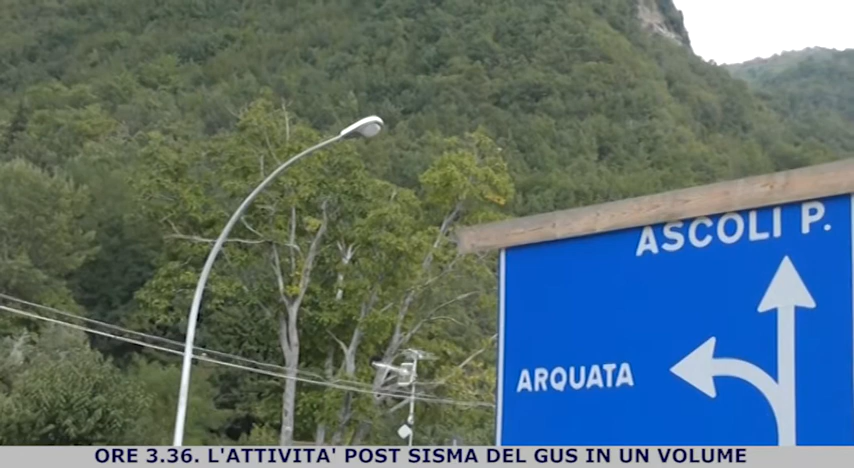 ASCOLI P.
ARQUATA
ORE 3.36. L'ATTIVITA' POST SISMA DEL GUS IN UN VOLUME